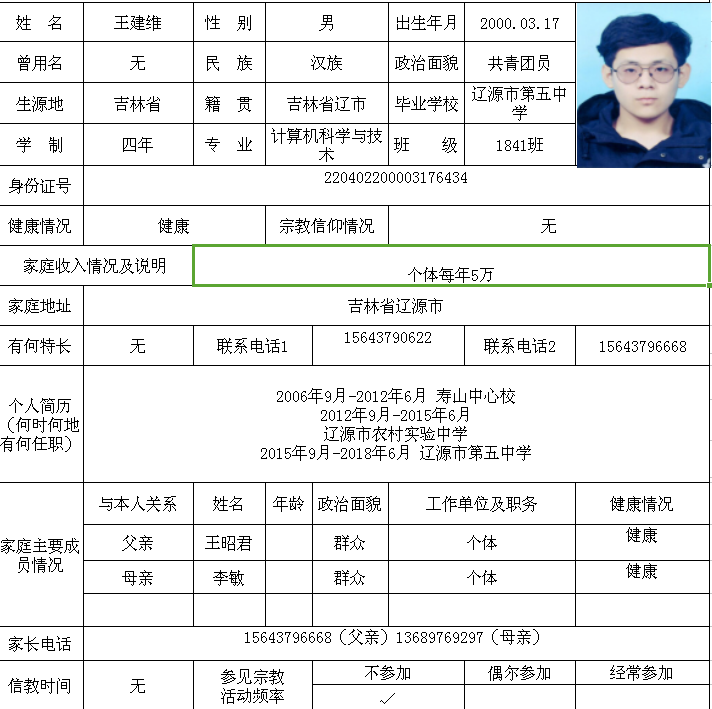 姓 名 王建维 性 别 男 出生年月 2000.03.17
曾用名 无 民 族 汉族 政治面貌 共青团员
生源地 吉林省 籍 贯 吉林省辽市 毕业学校 辽源市第五中
学
学 制 四年 专 业 计算机科学与技
术 班 级 1841班
身份证号 220402200003176434
健康情况 健康 宗教信仰情况 无
家庭收入情况及说明 个体每年5万
家庭地址 吉林省辽源市
有何特长 无 联系电话1 15643790622 联系电话2 15643796668
个人简历
（何时何地
有何任职）
2006年9月-2012年6月 寿山中心校
2012年9月-2015年6月
辽源市农村实验中学
2015年9月-2018年6月 辽源市第五中学
家庭主要成
员情况
与本人关系 姓名 年龄 政治面貌 工作单位及职务 健康情况
父亲 王昭君 群众 个体 健康
母亲 李敏 群众 个体 健康
家长电话 15643796668（父亲）13689769297（母亲）
信教时间 无 参见宗教
活动频率 不参加 偶尔参加 经常参加
✓